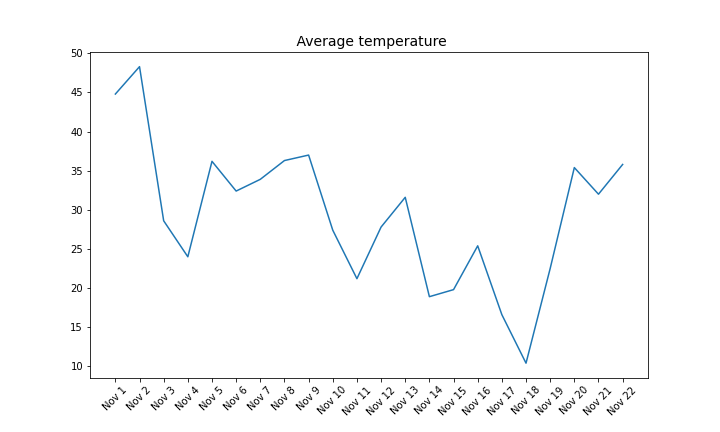 Average temperature
50
45
40
35
30
25
20
15
10
Nov 1
Nov 2
Nov 3
Nov 4
Nov 5
Nov 6
Nov 7
Nov 8
Nov 9
Nov 10
Nov 11
Nov 12
Nov 13
Nov 14
Nov 15
Nov 16
Nov 17
Nov 18
Nov 19
Nov 20
Nov 21
Nov 22